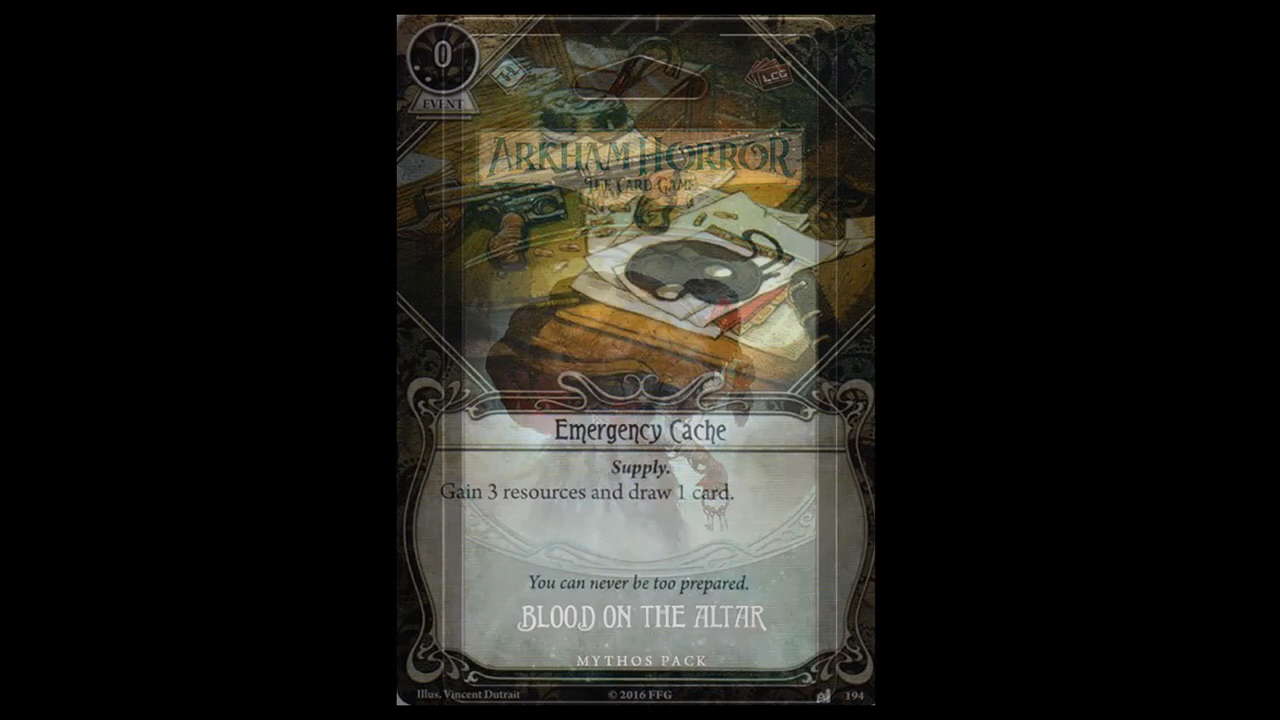 0
EVENT
LCG
ARKHAM HORROR
THE CARD GAME
Emergency Cache
Supply.
Gain 3 resources and draw 1 card.
You can never be too prepared.
BLOOD ON THE ALTAR
MYTHOS PACK
Illus. Vincent Dutrait
© 2016 FFG
194